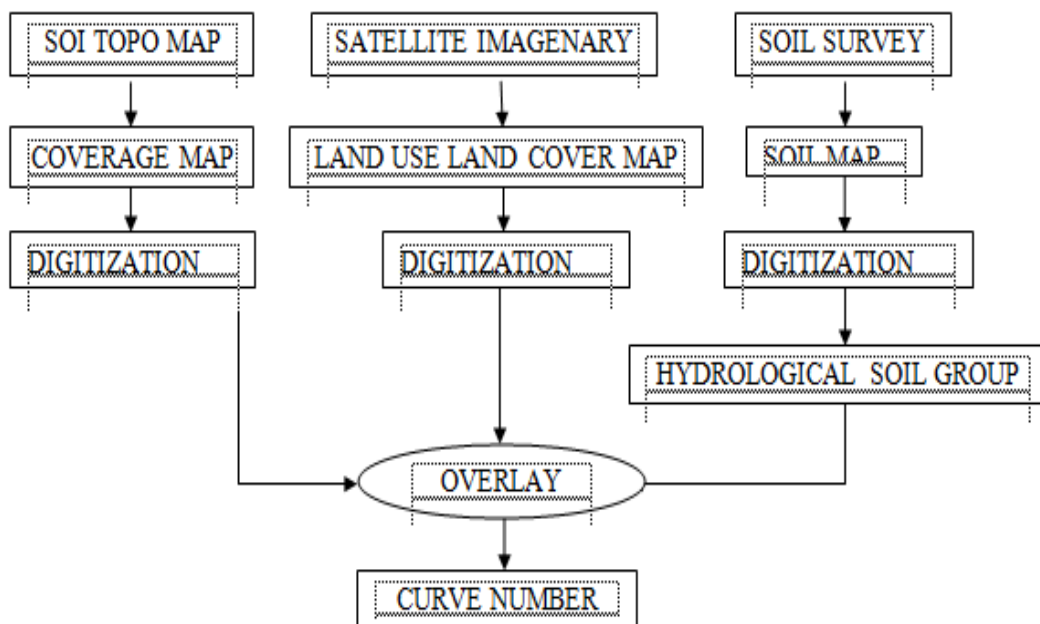 SOI TOPO MAP
SATELLITE IMAGENARY
SOIL SURVEY
COVERAGE MAP
LAND USE LAND COVER MAP
SOIL MAP
DIGITIZATION
DIGITIZATION
DIGITIZATION
HYDROLOGICAL SOIL GROUP
OVERLAY
CURVE NUMBER